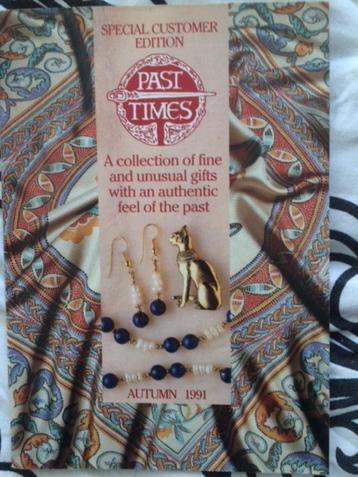 SPECIAL CUSTOMER
EDITION
PAST
TIMES
A collection of fine
and unusual gifts
with an authentic
feel of the past
AUTUMN 1991